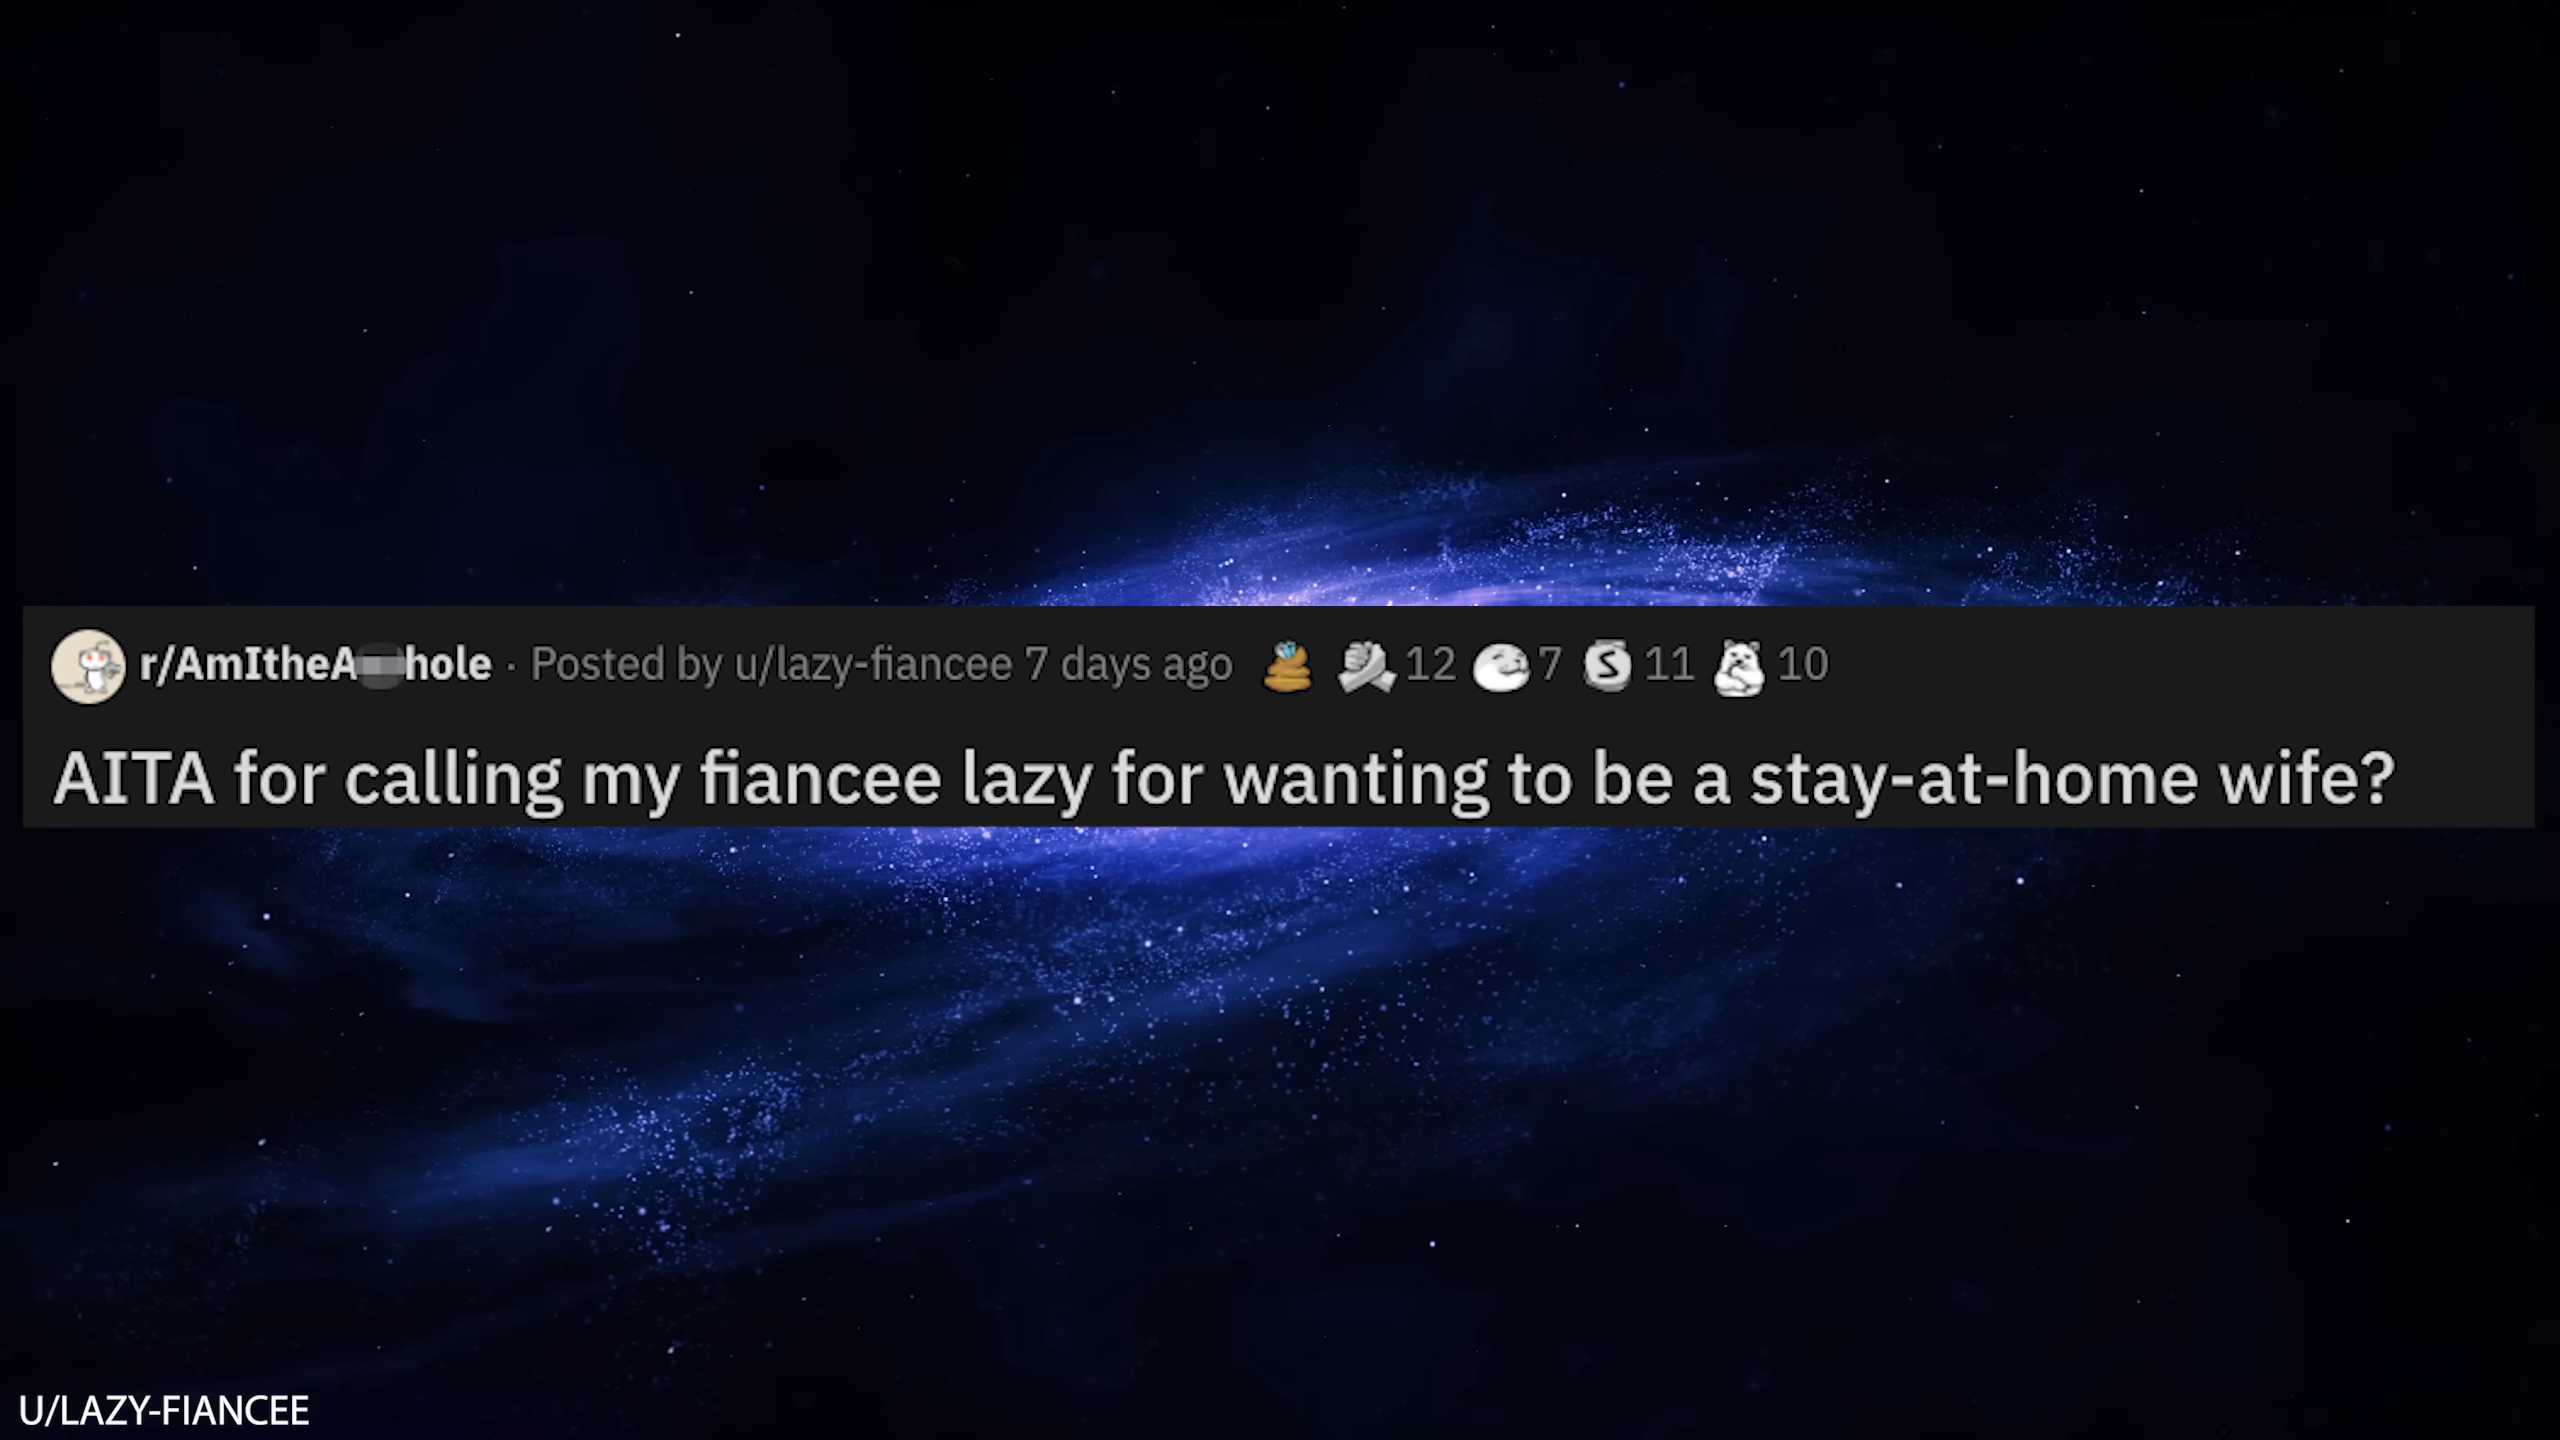 r/AmItheA hole · Posted by u/lazy-fiancee 7 days ago 12 7 S 11 10
AITA for calling my fiancee lazy for wanting to be a stay-at-home wife?
U/LAZY-FIANCEE